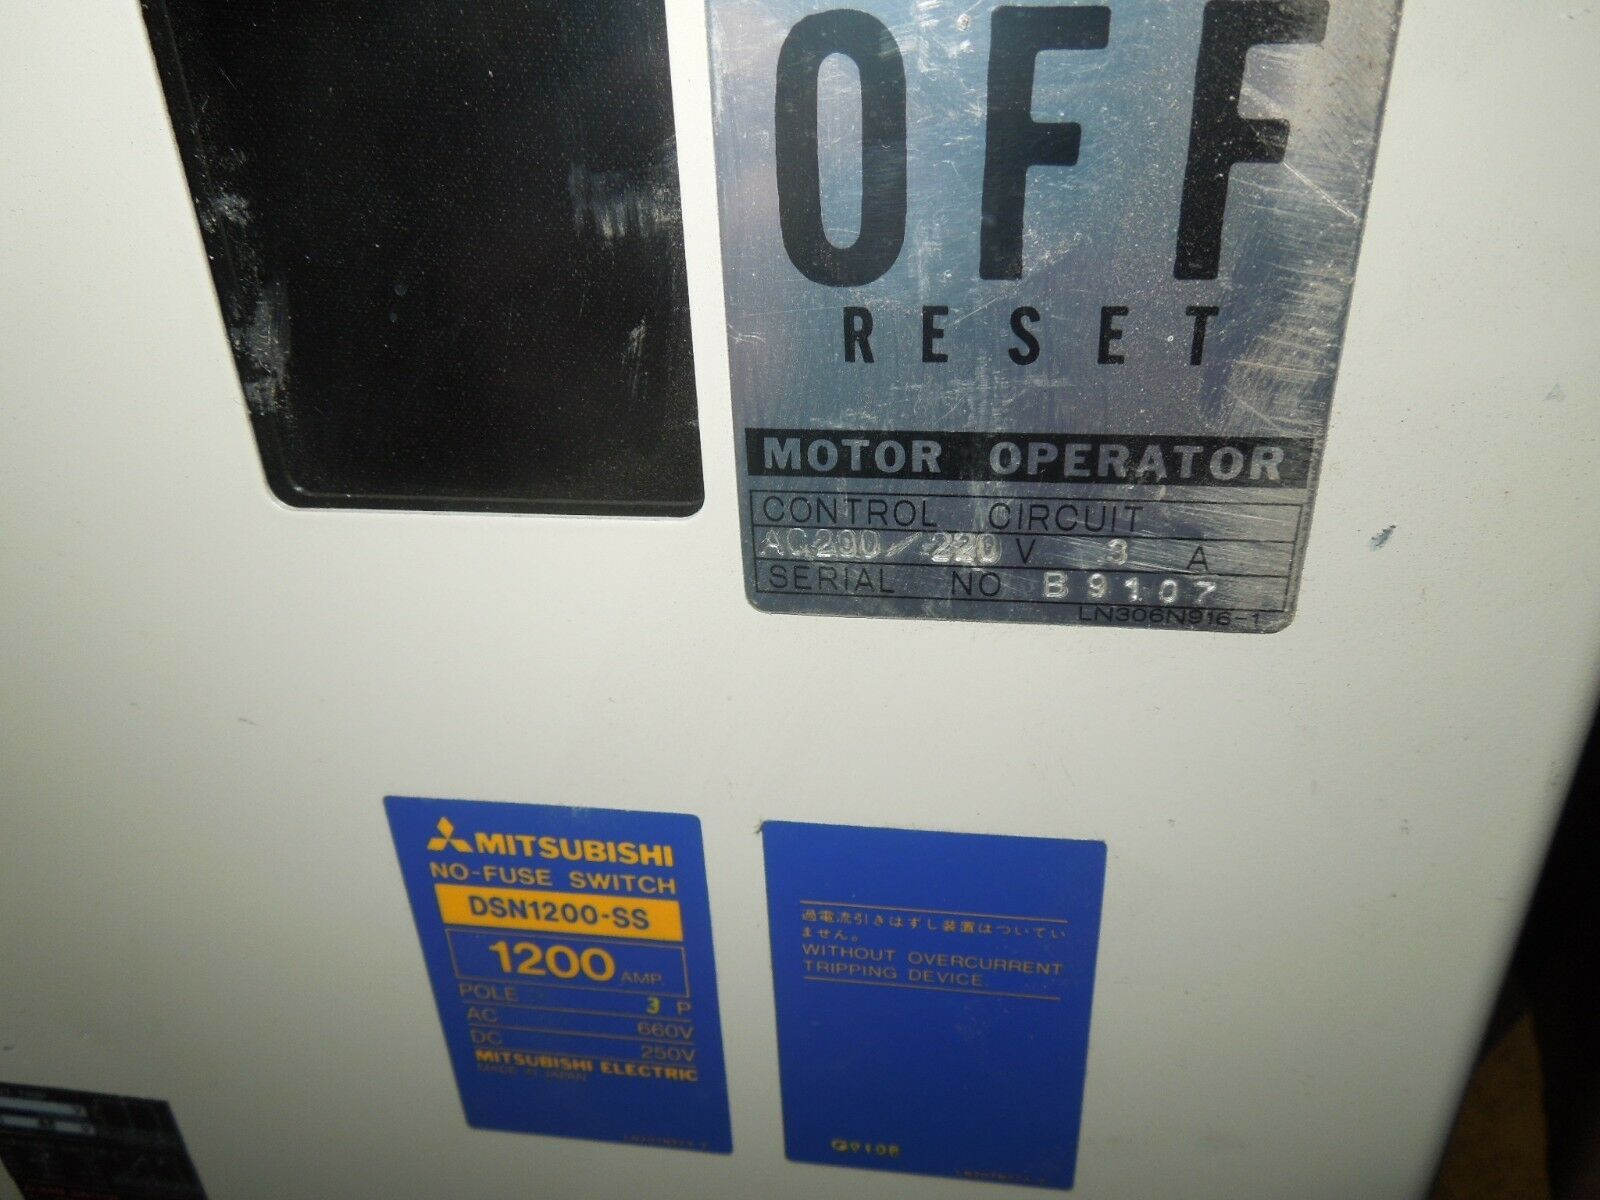 OFF
RESET
MOTOR OPERATOR
CONTROL CIRCUIT
AC200/220 V 3 A
SERIAL NO B9107
LN306N916-1
MITSUBISHI
NO-FUSE SWITCH
DSN1200-SS
1200 AMP.
POLE 3 P
AC 660V
DC 250V
MITSUBISHI ELECTRIC
MADE IN JAPAN
過電流引きはずし装置はついてい
ません。
WITHOUT OVERCURRENT
TRIPPING DEVICE.